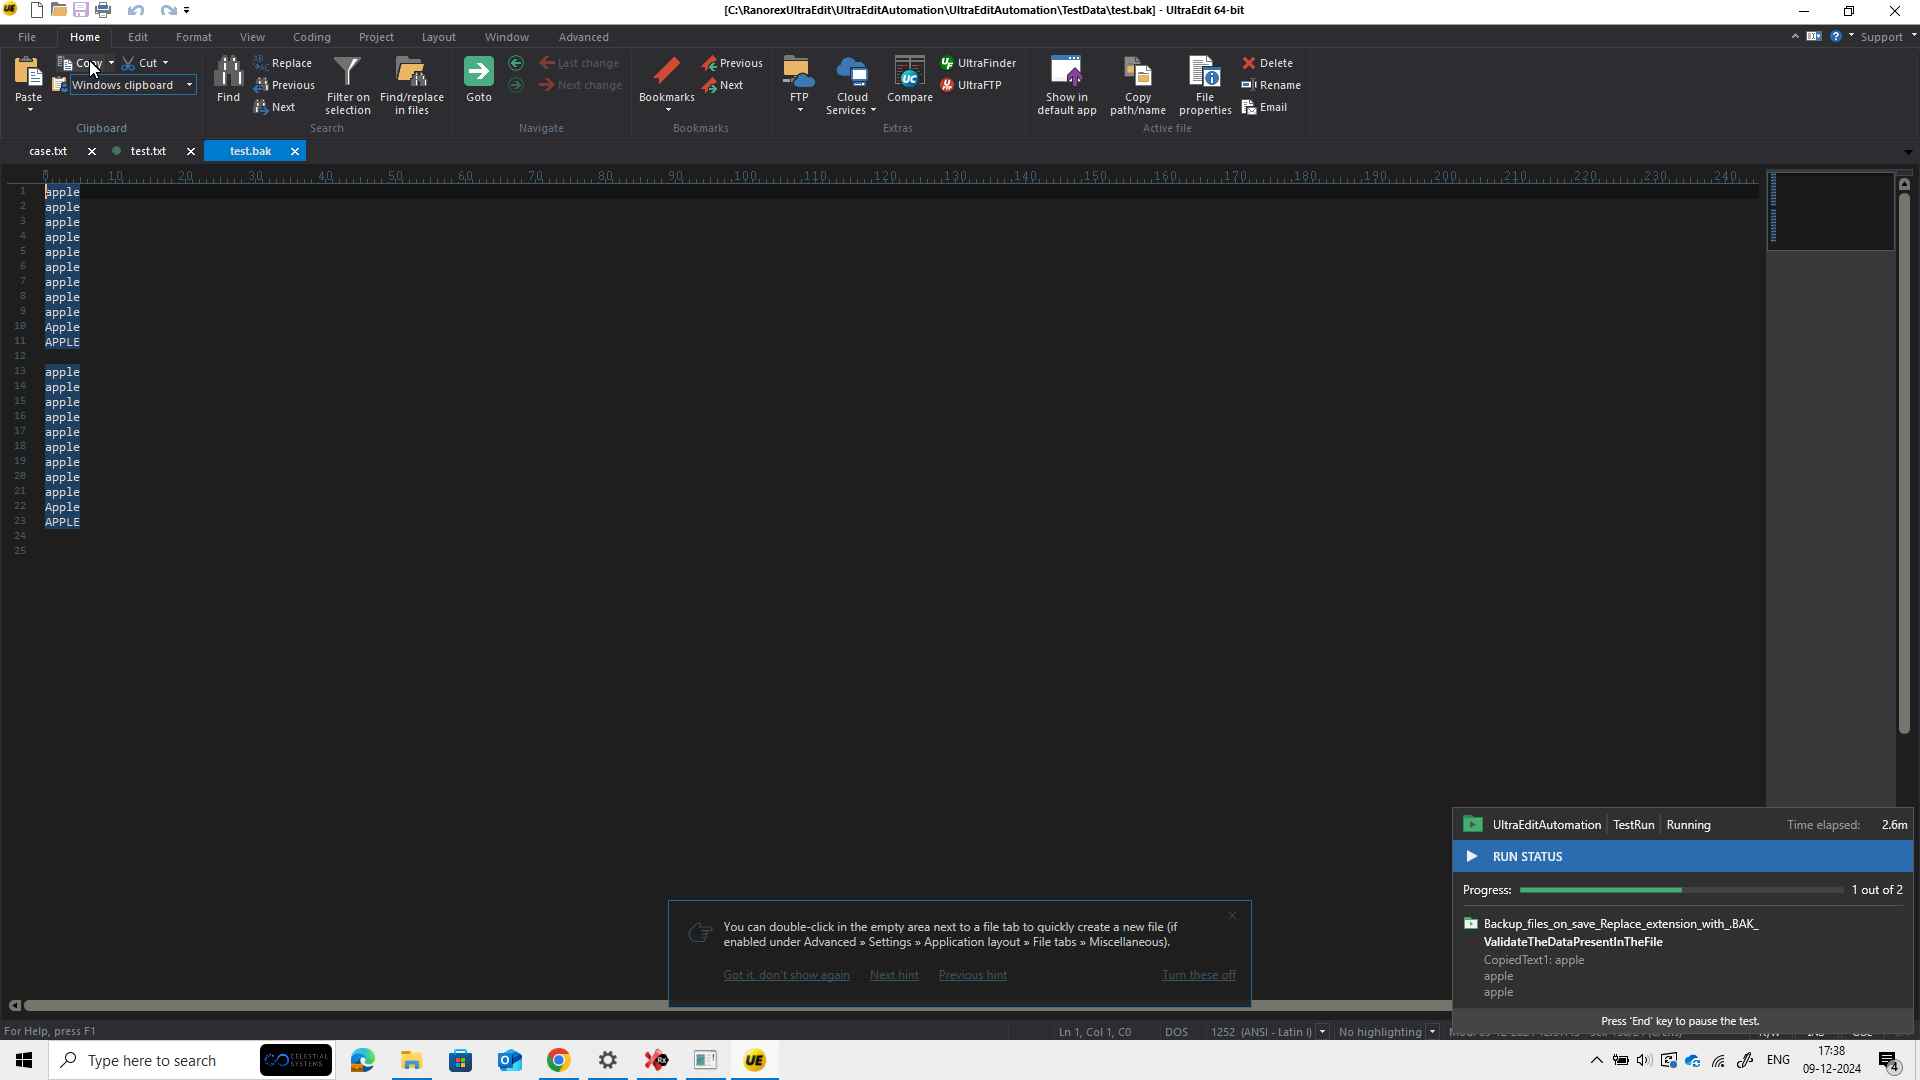 [C:\RanorexUltraEdit\UltraEditAutomation\UltraEditAutomation\TestData\test.bak] - UltraEdit 64-bit
File Home Edit Format View Coding Project Layout Window Advanced Support
Paste
Copy
Cut
Windows clipboard
Clipboard
Find
Replace
Previous
Next
Filter on
selection
Find/replace
in files
Search
Goto
Last change
Next change
Navigate
Bookmarks
Previous
Next
Bookmarks
FTP
Cloud
Services
Compare
UltraFinder
UltraFTP
Extras
Show in
default app
Copy
path/name
File
properties
Delete
Rename
Email
Active file
case.txt test.txt test.bak
0 10 20 30 40 50 60 70 80 90 100 110 120 130 140 150 160 170 180 190 200 210 220 230 240
1 apple
2 apple
3 apple
4 apple
5 apple
6 apple
7 apple
8 apple
9 apple
10 Apple
11 APPLE
12
13 apple
14 apple
15 apple
16 apple
17 apple
18 apple
19 apple
20 apple
21 apple
22 Apple
23 APPLE
24
25
You can double-click in the empty area next to a file tab to quickly create a new file (if
enabled under Advanced » Settings » Application layout » File tabs » Miscellaneous).
Got it, don't show again Next hint Previous hint Turn these off
UltraEditAutomation TestRun Running Time elapsed: 2.6m
RUN STATUS
Progress: 1 out of 2
Backup_files_on_save_Replace_extension_with_.BAK_
ValidateTheDataPresentInTheFile
CopiedText1: apple
apple
apple
Press 'End' key to pause the test.
For Help, press F1
Ln 1, Col 1, C0 DOS 1252 (ANSI - Latin I) No highlighting
Type here to search
CELESTIAL
SYSTEMS
ENG
17:38
09-12-2024
4